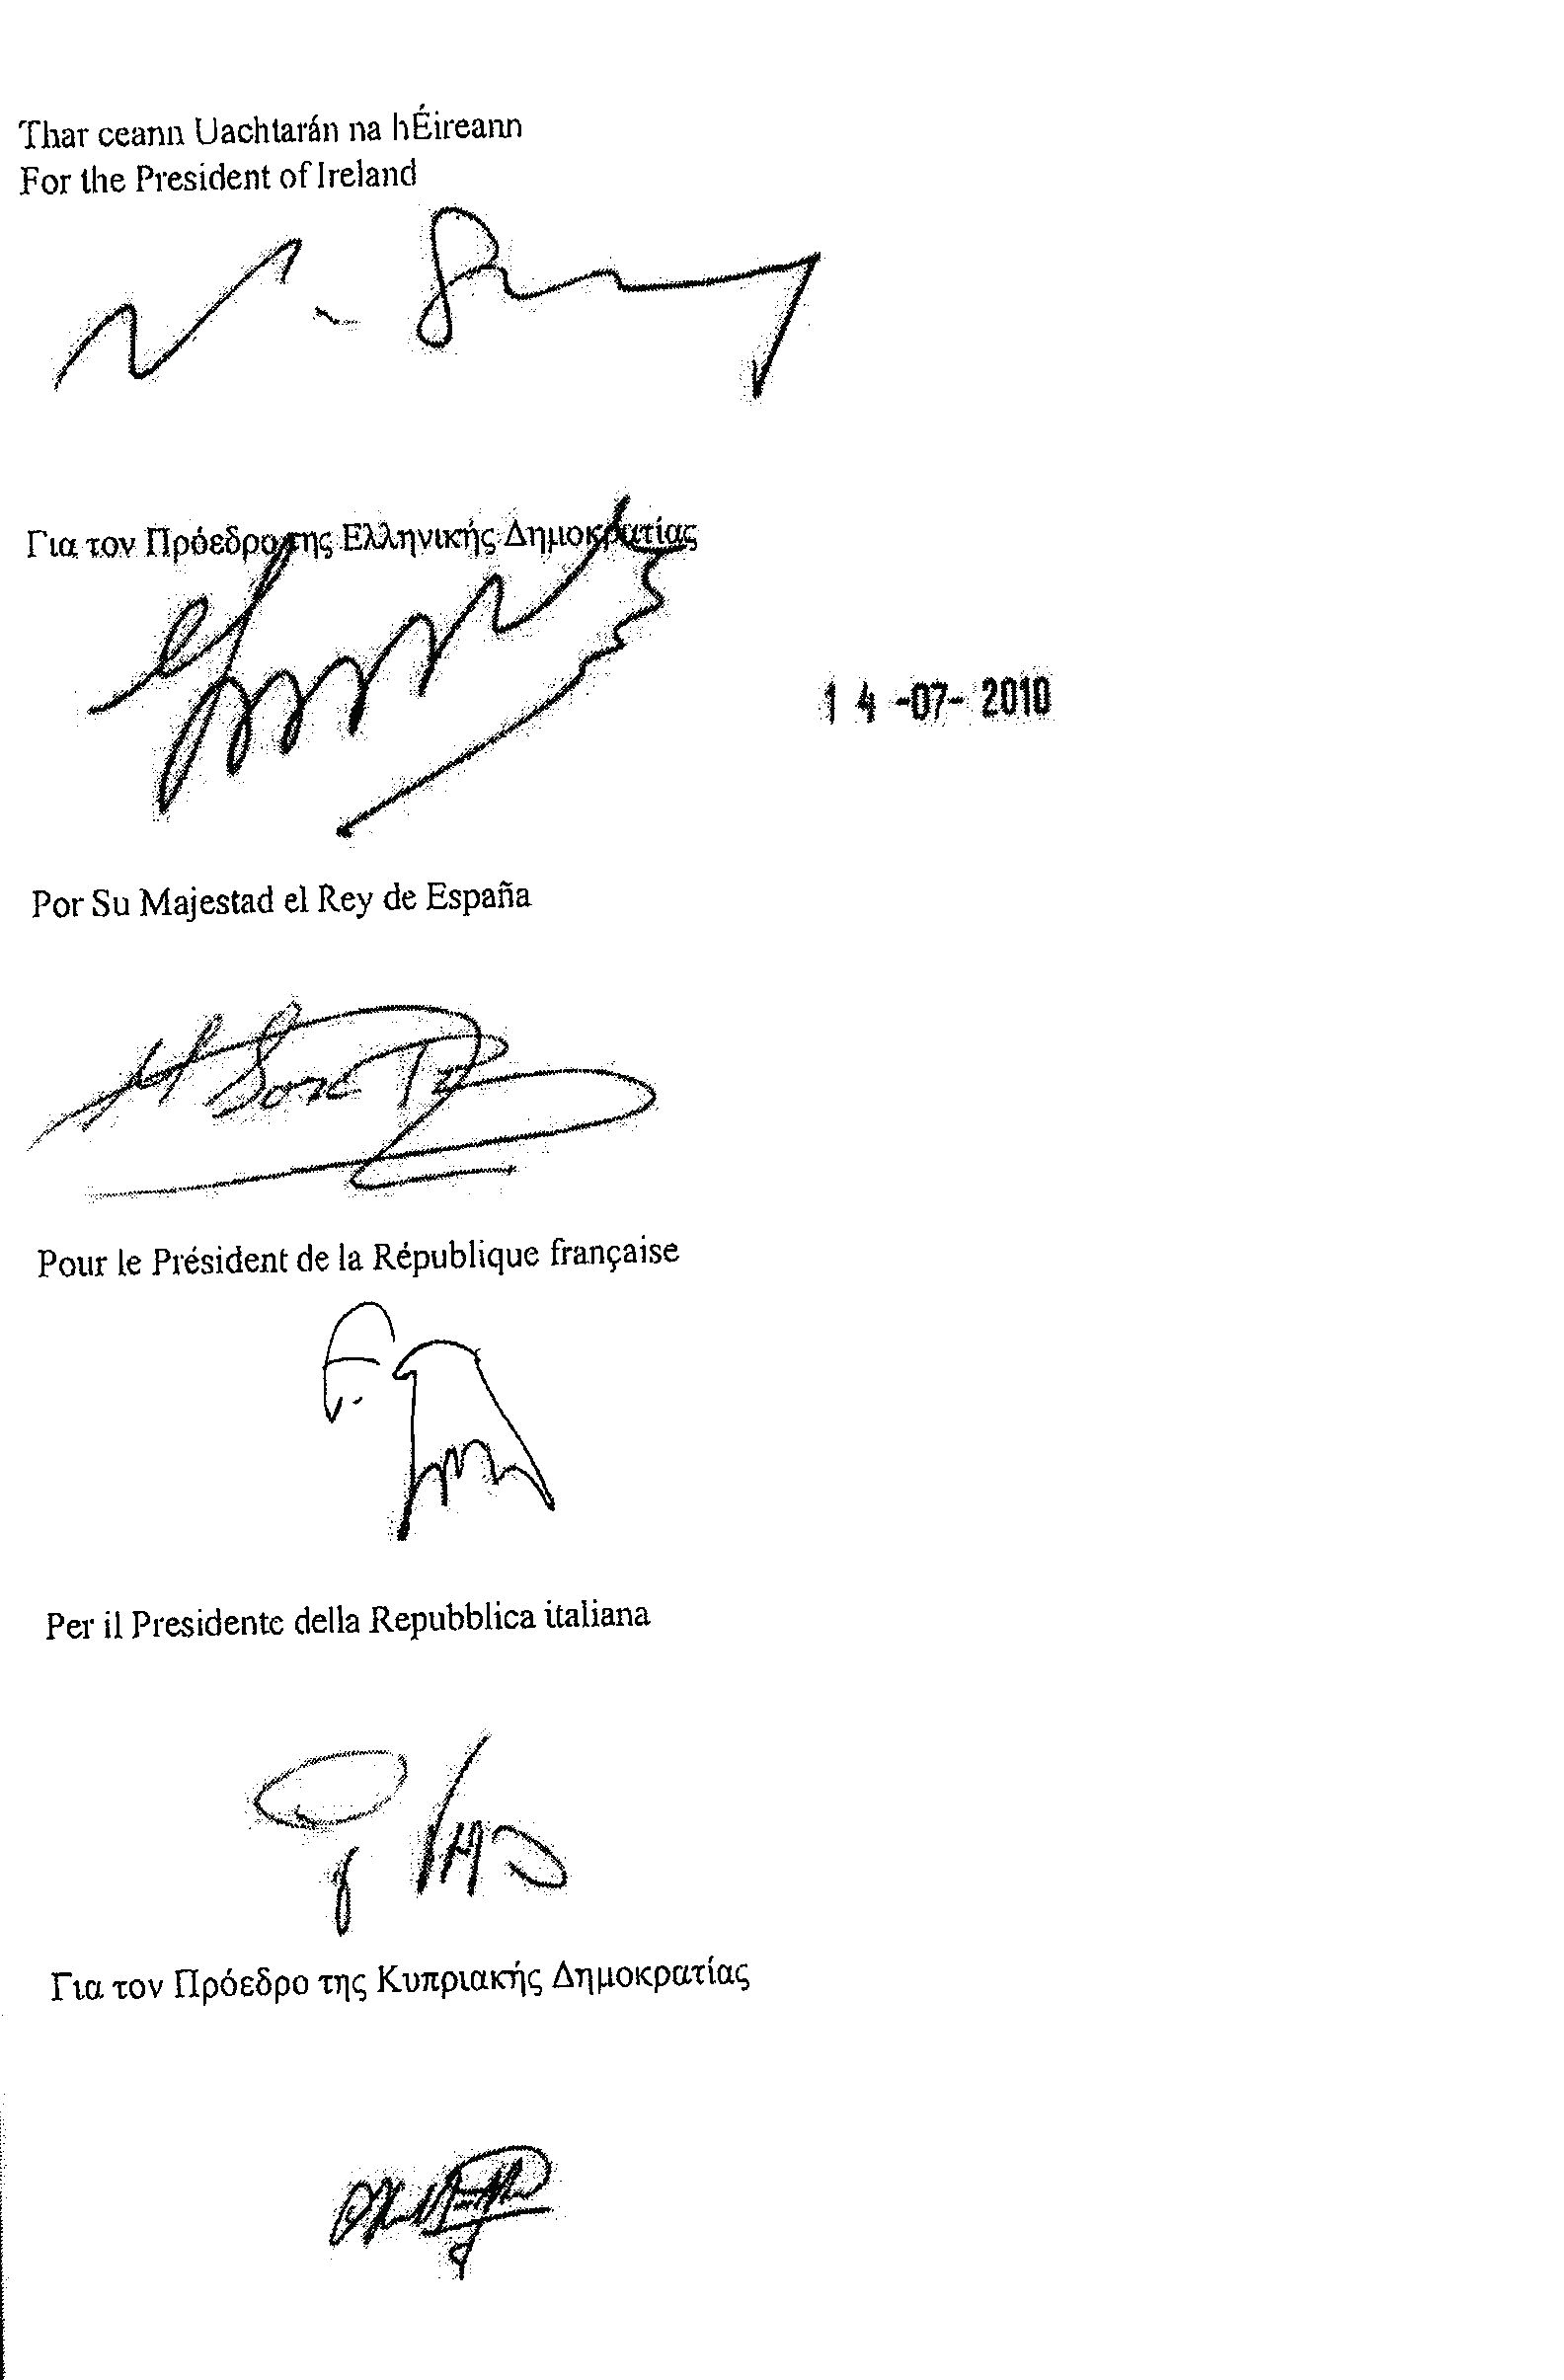 Thar ceann Uachtarán na hÉireann
For the President of Ireland
Για τον Πρόεδρο της Ελληνικής Δημοκρατίας
14 -07- 2010
Por Su Majestad el Rey de España
Pour le Président de la République française
Per il Presidente della Repubblica italiana
Για τον Πρόεδρο της Κυπριακής Δημοκρατίας